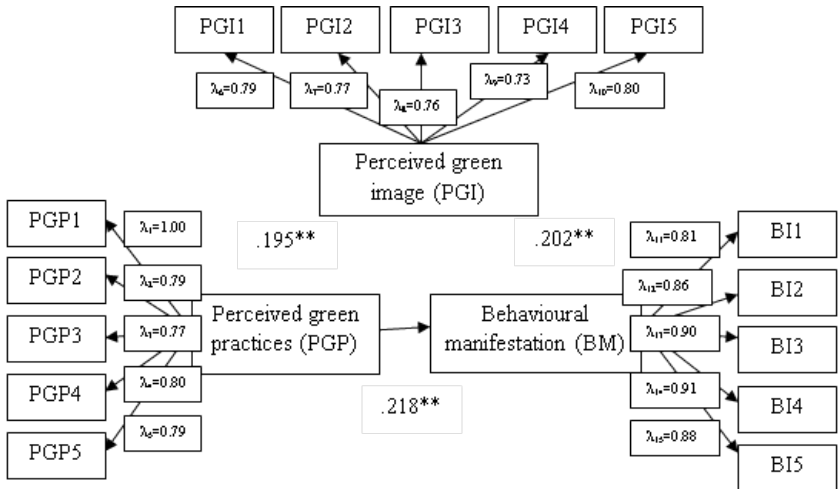 PGI1 PGI2 PGI3 PGI4 PGI5
λ₆=0.79 λ₇=0.77 λ₈=0.76 λ₉=0.73 λ₁₀=0.80
Perceived green
image (PGI)
.195**
.202**
PGP1
PGP2
PGP3
PGP4
PGP5
λ₁=1.00
λ₂=0.79
λ₃=0.77
λ₄=0.80
λ₅=0.79
Perceived green
practices (PGP)
Behavioural
manifestation (BM)
.218**
λ₁₁=0.81
λ₁₂=0.86
λ₁₃=0.90
λ₁₄=0.91
λ₁₅=0.88
BI1
BI2
BI3
BI4
BI5